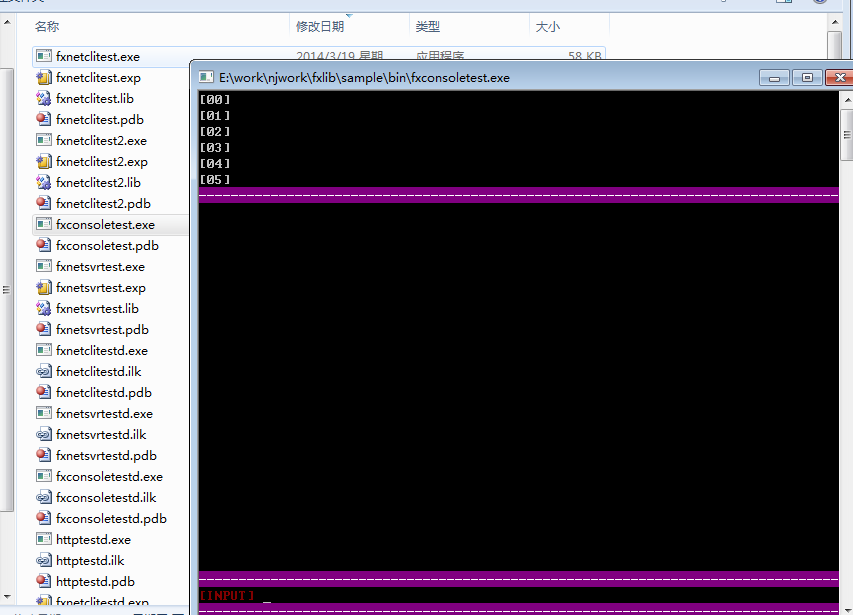 名称 修改日期 类型 大小
fxnetclitest.exe 2014/3/19 星期 应用程序 58 KB
fxnetclitest.exp
fxnetclitest.lib
fxnetclitest.pdb
fxnetclitest2.exe
fxnetclitest2.exp
fxnetclitest2.lib
fxnetclitest2.pdb
fxconsoletest.exe
fxconsoletest.pdb
fxnetsvrtest.exe
fxnetsvrtest.exp
fxnetsvrtest.lib
fxnetsvrtest.pdb
fxnetclitestd.exe
fxnetclitestd.ilk
fxnetclitestd.pdb
fxnetsvrtestd.exe
fxnetsvrtestd.ilk
fxnetsvrtestd.pdb
fxconsoletestd.exe
fxconsoletestd.ilk
fxconsoletestd.pdb
httptestd.exe
httptestd.ilk
httptestd.pdb
fxnetclitestd.exp
E:\work\njwork\fxlib\sample\bin\fxconsoletest.exe
[00]
[01]
[02]
[03]
[04]
[05]
[INPUT] _